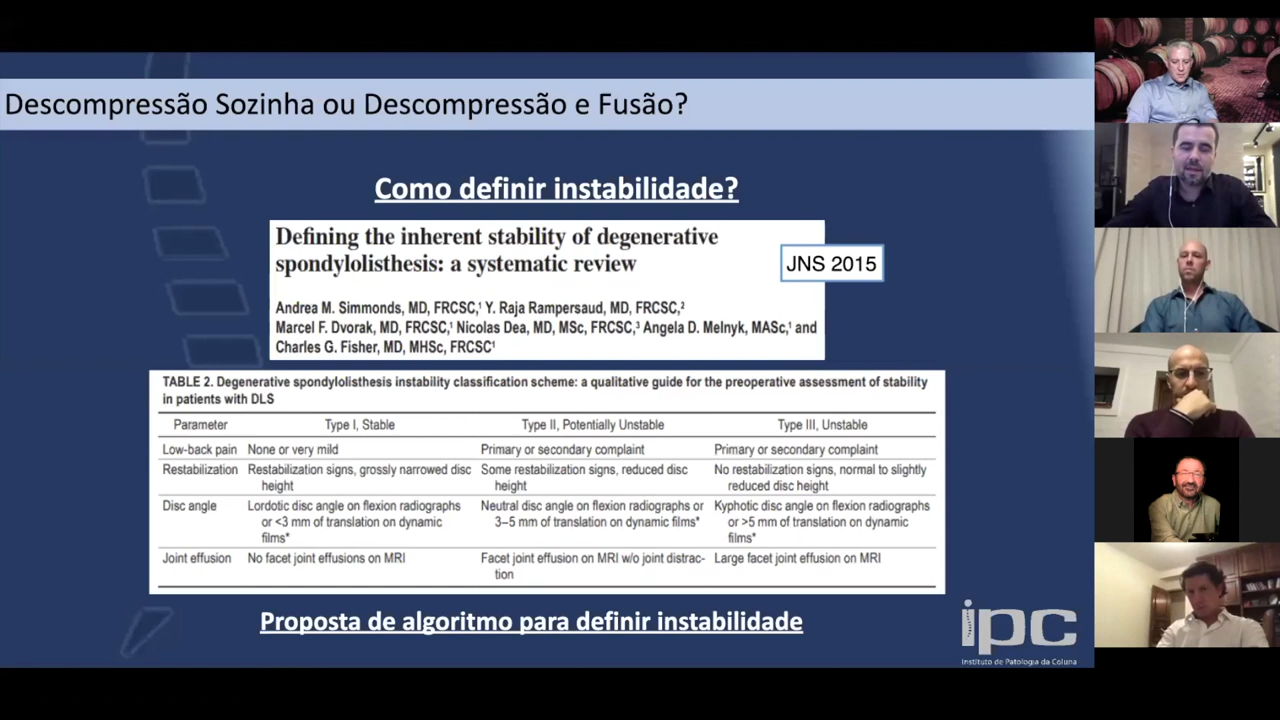 Descompressão Sozinha ou Descompressão e Fusão?
Como definir instabilidade?
Defining the inherent stability of degenerative
spondylolisthesis: a systematic review
JNS 2015
Andrea M. Simmonds, MD, FRCSC,¹ Y. Raja Rampersaud, MD, FRCSC,²
Marcel F. Dvorak, MD, FRCSC,¹ Nicolas Dea, MD, MSc, FRCSC,³ Angela D. Melnyk, MASc,¹ and
Charles G. Fisher, MD, MHSc, FRCSC¹
TABLE 2. Degenerative spondylolisthesis instability classification scheme: a qualitative guide for the preoperative assessment of stability
in patients with DLS
Parameter Type I, Stable Type II, Potentially Unstable Type III, Unstable
Low-back pain None or very mild Primary or secondary complaint Primary or secondary complaint
Restabilization Restabilization signs, grossly narrowed disc Some restabilization signs, reduced disc No restabilization signs, normal to slightly
height height reduced disc height
Disc angle Lordotic disc angle on flexion radiographs Neutral disc angle on flexion radiographs or Kyphotic disc angle on flexion radiographs
or <3 mm of translation on dynamic 3–5 mm of translation on dynamic films* or >5 mm of translation on dynamic
films* films*
Joint effusion No facet joint effusions on MRI Facet joint effusion on MRI w/o joint distrac- Large facet joint effusion on MRI
tion
Proposta de algoritmo para definir instabilidade
ipc
Instituto de Patologia da Coluna